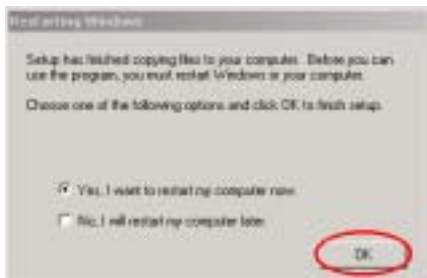 Restarting Windows
Setup has finished copying files to your computer. Before you can
use the program, you must restart Windows or your computer.
Choose one of the following options and click OK to finish setup.
Yes, I want to restart my computer now.
No, I will restart my computer later.
OK